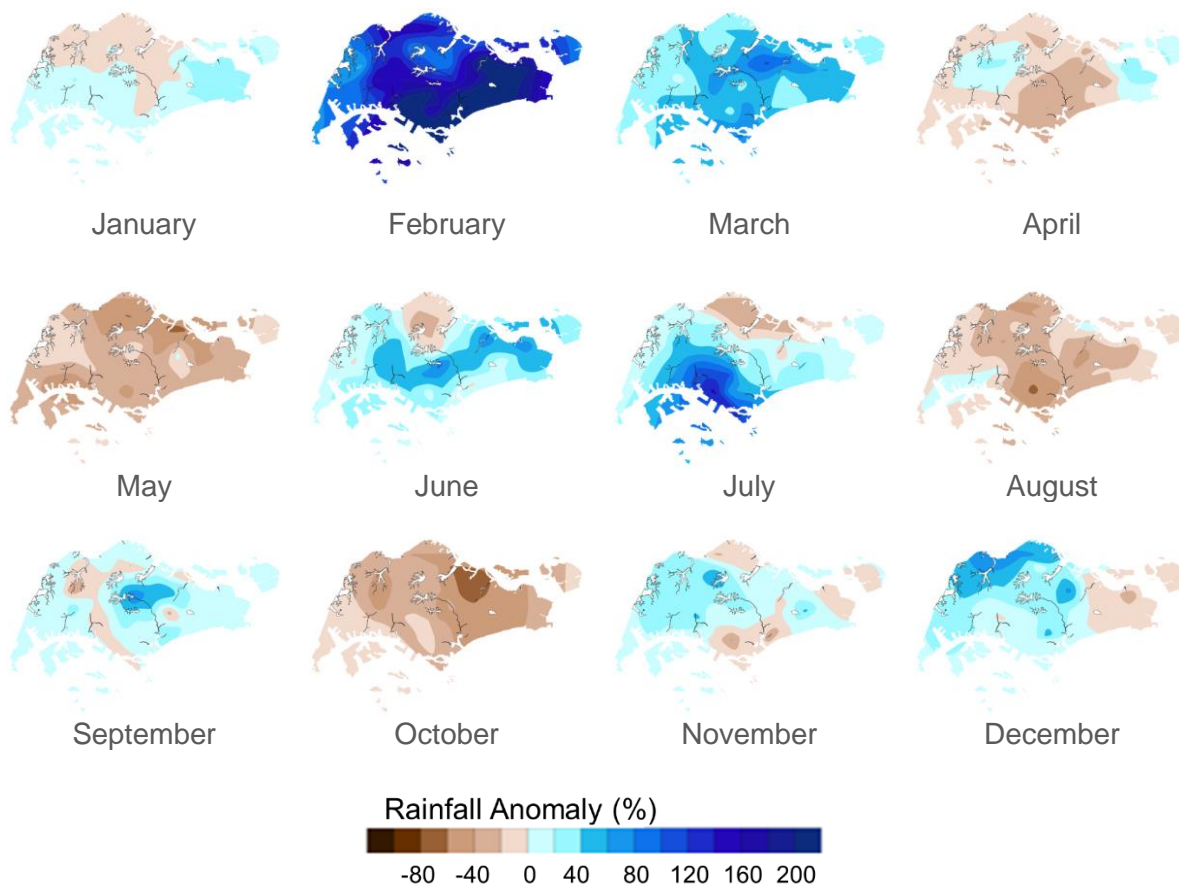 January
February
March
April
May
June
July
August
September
October
November
December
Rainfall Anomaly (%)
-80 -40 0 40 80 120 160 200